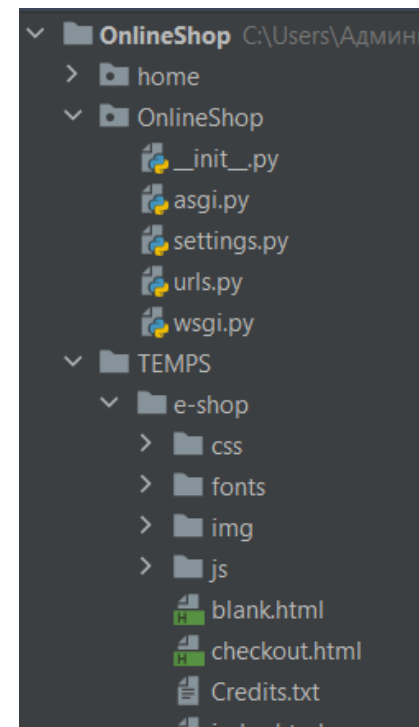 OnlineShop C:\Users\Админи
home
OnlineShop
__init__.py
asgi.py
settings.py
urls.py
wsgi.py
TEMPS
e-shop
css
fonts
img
js
blank.html
checkout.html
Credits.txt